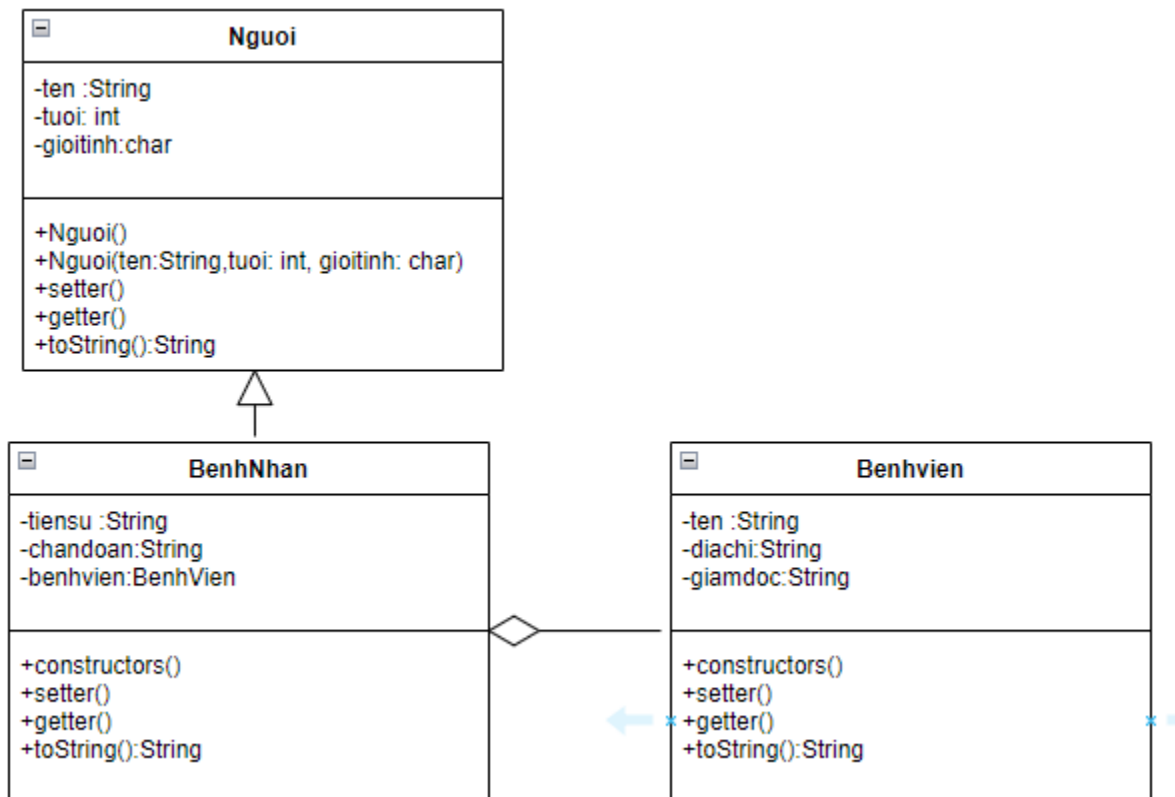 Nguoi
-ten :String
-tuoi: int
-gioitinh:char
+Nguoi()
+Nguoi(ten:String,tuoi: int, gioitinh: char)
+setter()
+getter()
+toString():String
BenhNhan
-tiensu :String
-chandoan:String
-benhvien:BenhVien
+constructors()
+setter()
+getter()
+toString():String
Benhvien
-ten :String
-diachi:String
-giamdoc:String
+constructors()
+setter()
+getter()
+toString():String